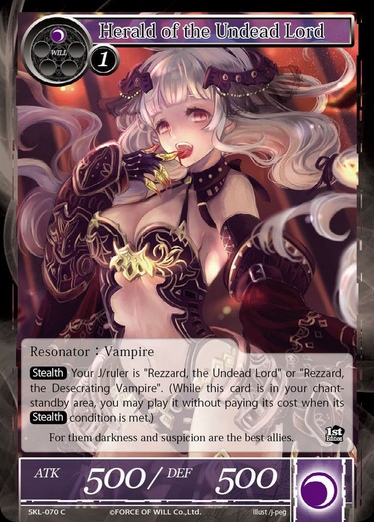 Herald of the Undead Lord
WILL
1
Resonator : Vampire
Stealth Your J/ruler is "Rezzard, the Undead Lord" or "Rezzard,
the Desecrating Vampire". (While this card is in your chant-
standby area, you may play it without paying its cost when its
Stealth condition is met.)
For them darkness and suspicion are the best allies.
1st
Edition
ATK 500 / DEF 500
SKL-070 C ©FORCE OF WILL Co.,Ltd. Illust/j-peg